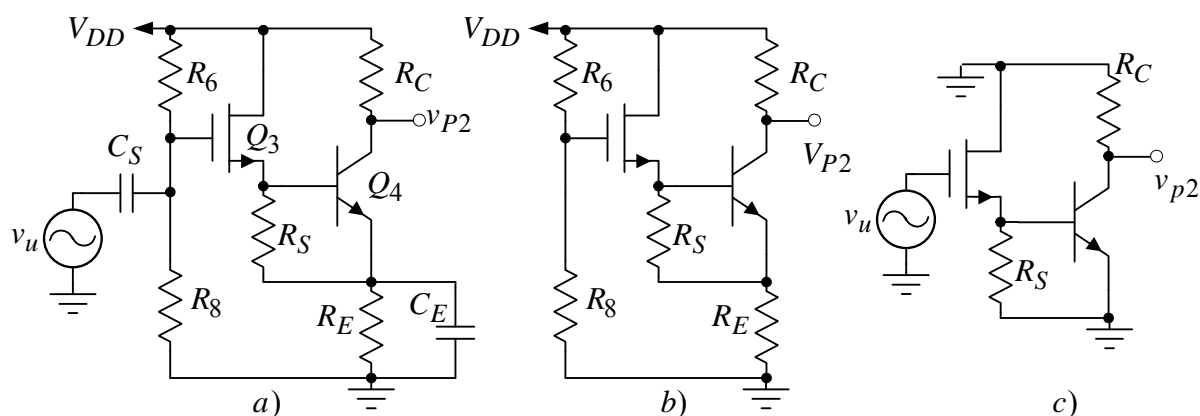 V_DD
R_6
R_C
v_P2
Q_3
C_S
Q_4
v_u
R_S
R_8
R_E
C_E
a)
V_DD
R_6
R_C
V_P2
R_S
R_8
R_E
b)
R_C
v_p2
v_u
R_S
c)